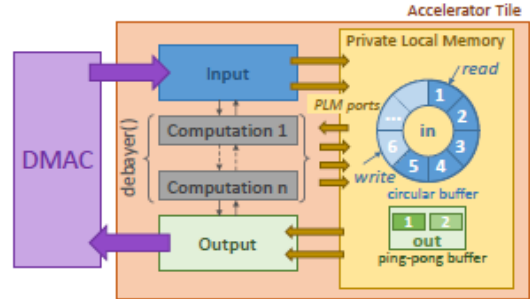 Accelerator Tile
Private Local Memory
Input
read
PLM ports
1
2
3
4
5
6
...
in
write
circular buffer
DMAC
debayer()
Computation 1
Computation n
Output
1
2
out
ping-pong buffer